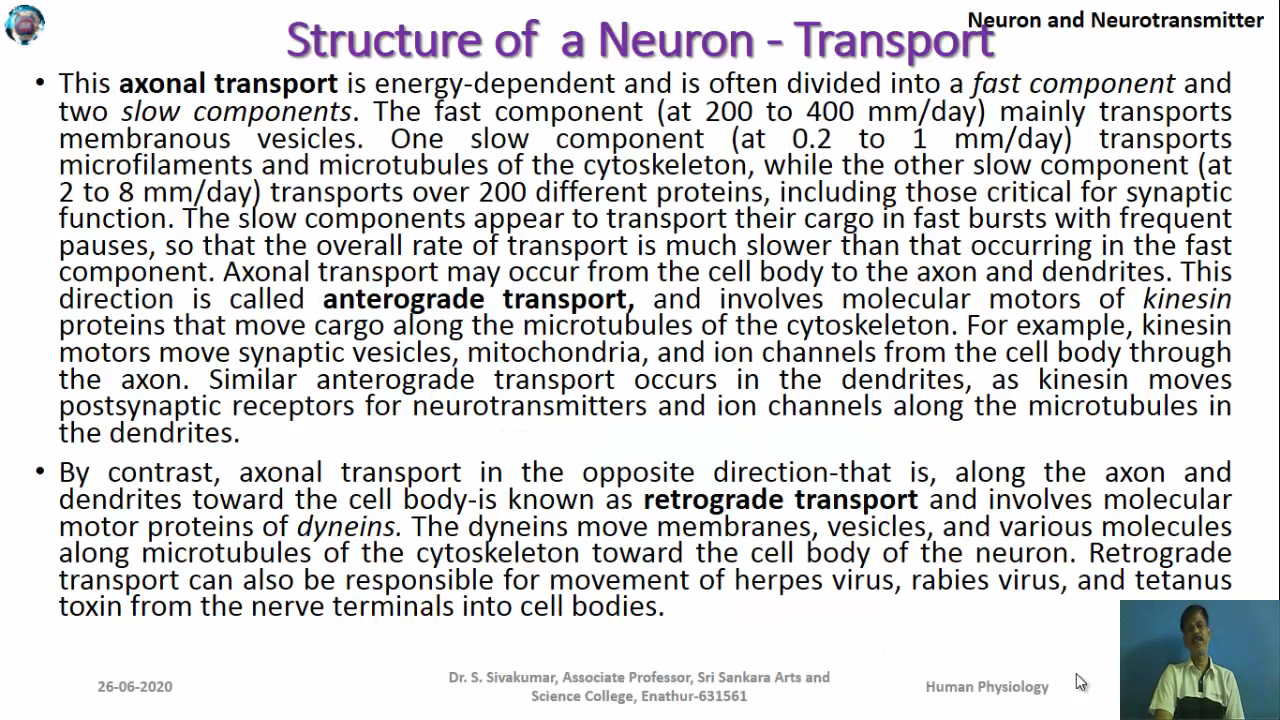 Neuron and Neurotransmitter
Structure of a Neuron - Transport
• This axonal transport is energy-dependent and is often divided into a fast component and
two slow components. The fast component (at 200 to 400 mm/day) mainly transports
membranous vesicles. One slow component (at 0.2 to 1 mm/day) transports
microfilaments and microtubules of the cytoskeleton, while the other slow component (at
2 to 8 mm/day) transports over 200 different proteins, including those critical for synaptic
function. The slow components appear to transport their cargo in fast bursts with frequent
pauses, so that the overall rate of transport is much slower than that occurring in the fast
component. Axonal transport may occur from the cell body to the axon and dendrites. This
direction is called anterograde transport, and involves molecular motors of kinesin
proteins that move cargo along the microtubules of the cytoskeleton. For example, kinesin
motors move synaptic vesicles, mitochondria, and ion channels from the cell body through
the axon. Similar anterograde transport occurs in the dendrites, as kinesin moves
postsynaptic receptors for neurotransmitters and ion channels along the microtubules in
the dendrites.
• By contrast, axonal transport in the opposite direction-that is, along the axon and
dendrites toward the cell body-is known as retrograde transport and involves molecular
motor proteins of dyneins. The dyneins move membranes, vesicles, and various molecules
along microtubules of the cytoskeleton toward the cell body of the neuron. Retrograde
transport can also be responsible for movement of herpes virus, rabies virus, and tetanus
toxin from the nerve terminals into cell bodies.
26-06-2020
Dr. S. Sivakumar, Associate Professor, Sri Sankara Arts and
Science College, Enathur-631561
Human Physiology